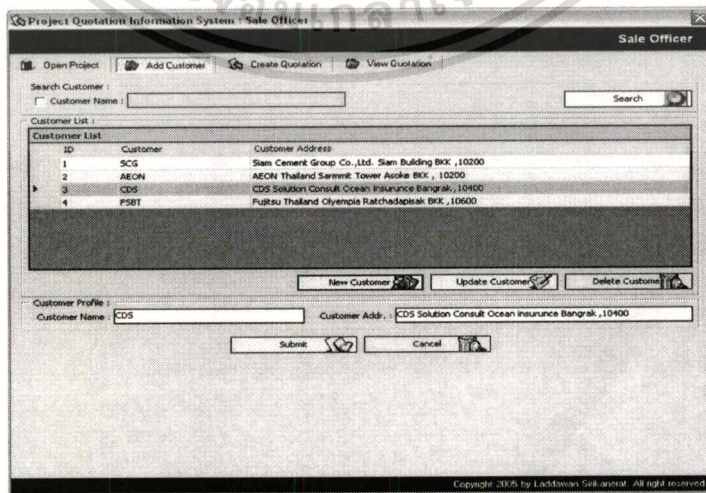 Project Quotation Information System : Sale Officer
Sale Officer
Open Project Add Customer Create Quotation View Quotation
Search Customer :
Customer Name : Search
Customer List :
Customer List
ID Customer Customer Address
1 SCG Siam Cement Group Co.,Ltd. Siam Building BKK ,10200
2 AEON AEON Thailand Sarmmit Tower Asoke BKK , 10200
3 CDS CDS Solution Consult Ocean insurunce Bangrak ,10400
4 FSBT Fujitsu Thailand Olyempia Ratchadapisak BKK ,10600
New Customer Update Customer Delete Custome
Customer Profile :
Customer Name : CDS Customer Addr. : CDS Solution Consult Ocean insurunce Bangrak ,10400
Submit Cancel
Copyright 2005 by Laddawan Sirikanerat. All right reserved